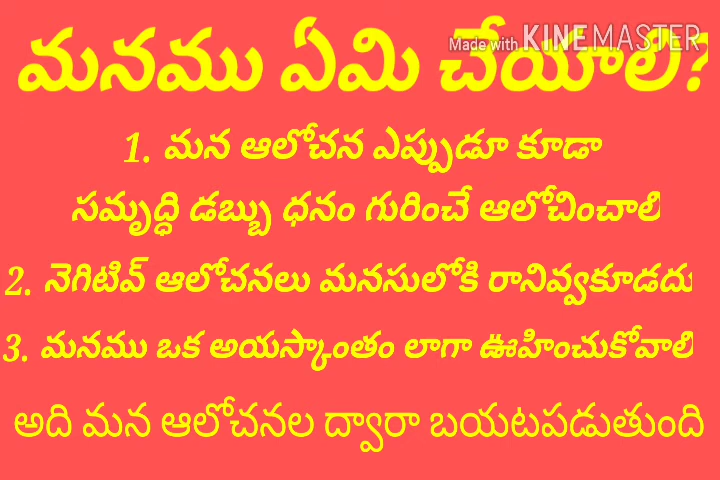 Made with KINEMASTER
మనము ఏమి చేయాలి?
1. మన ఆలోచన ఎప్పుడూ కూడా
సమృద్ధి డబ్బు ధనం గురించే ఆలోచించాలి
2. నెగిటివ్ ఆలోచనలు మనసులోకి రానివ్వకూడదు
3. మనము ఒక అయస్కాంతం లాగా ఊహించుకోవాలి
అది మన ఆలోచనల ద్వారా బయటపడుతుంది